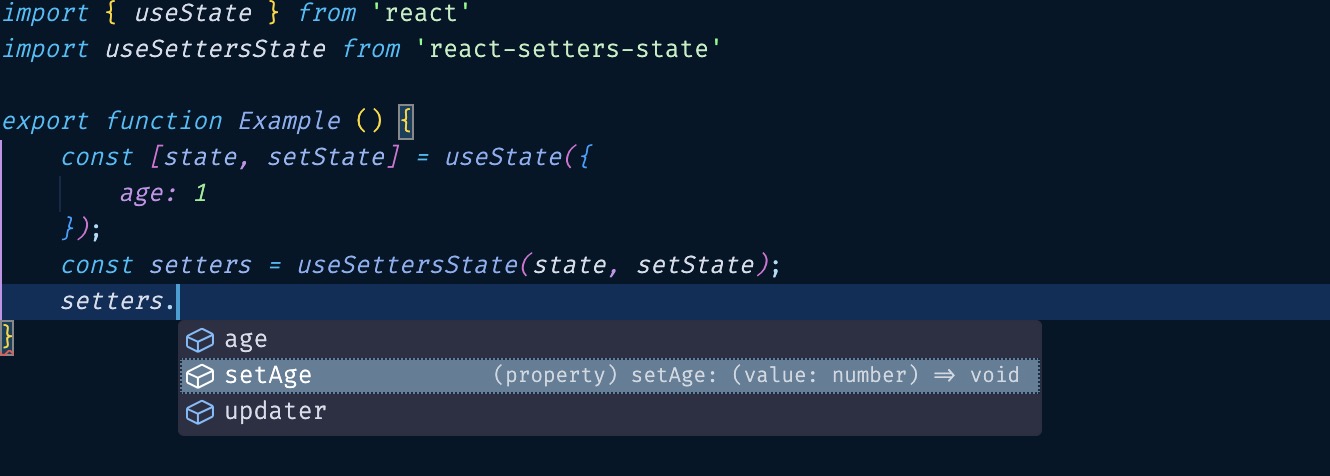 import { useState } from 'react'
import useSettersState from 'react-setters-state'
export function Example () {
const [state, setState] = useState({
age: 1
});
const setters = useSettersState(state, setState);
setters.
}
age
setAge (property) setAge: (value: number) => void
updater